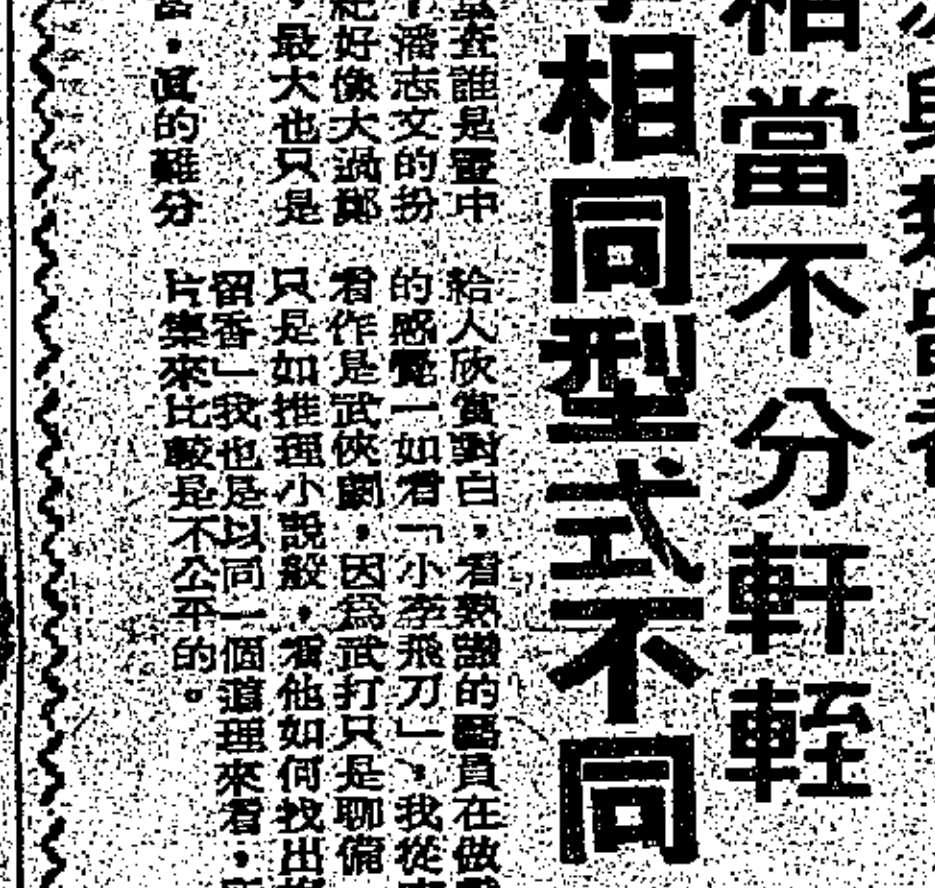 相當不分軒輊
相同型式不同
誰是畫中
潘志文的扮
好像大過鄭
，最大也只是
，真的難分
給人欣賞對白，看熟識的藝員在做
的感覺一如看「小李飛刀」，我從
看作是武俠劇，因為武打只是聊備
只是如推理小說般，看他如何找出
留香」我也是以同一個道理來看，
片集來比較是不公平的。